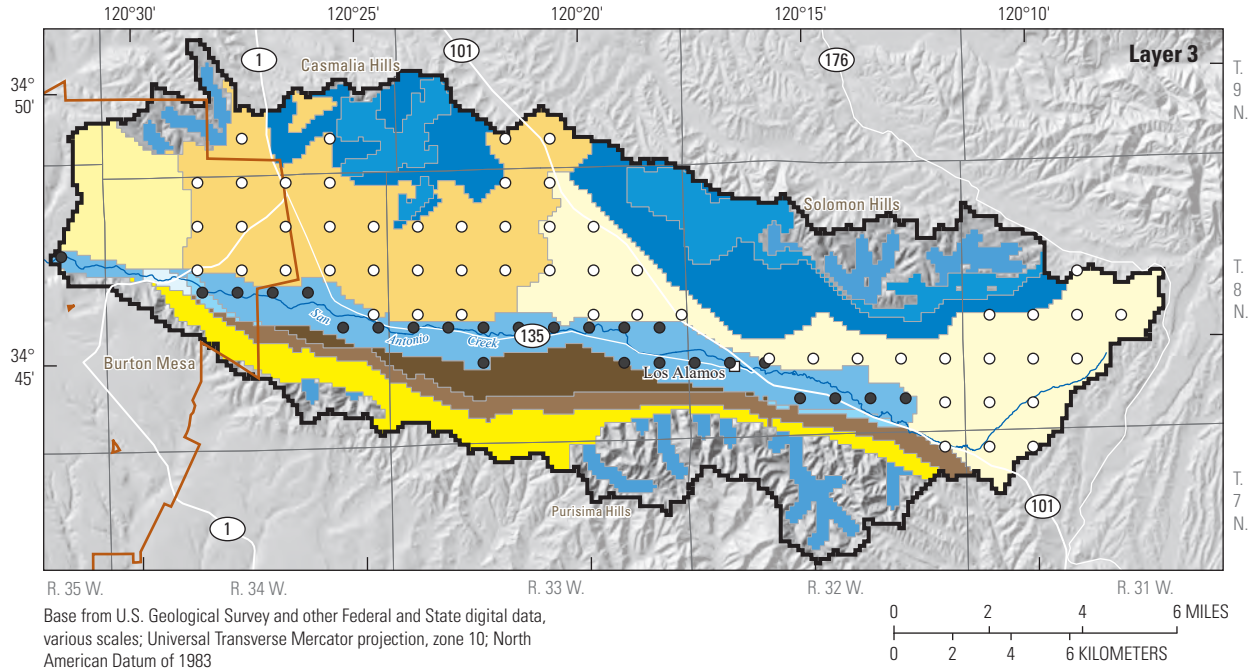 120°30' 120°25' 120°20' 120°15' 120°10'
1 101 176 Layer 3
Casmalia Hills
34°
50'
T.
9
N.
Solomon Hills
T.
8
N.
San Antonio Creek 135
34°
45'
Burton Mesa
Los Alamos
T.
7
N.
Purisima Hills
1 101
R. 35 W. R. 34 W. R. 33 W. R. 32 W. R. 31 W.
Base from U.S. Geological Survey and other Federal and State digital data,
various scales; Universal Transverse Mercator projection, zone 10; North
American Datum of 1983
0 2 4 6 MILES
0 2 4 6 KILOMETERS